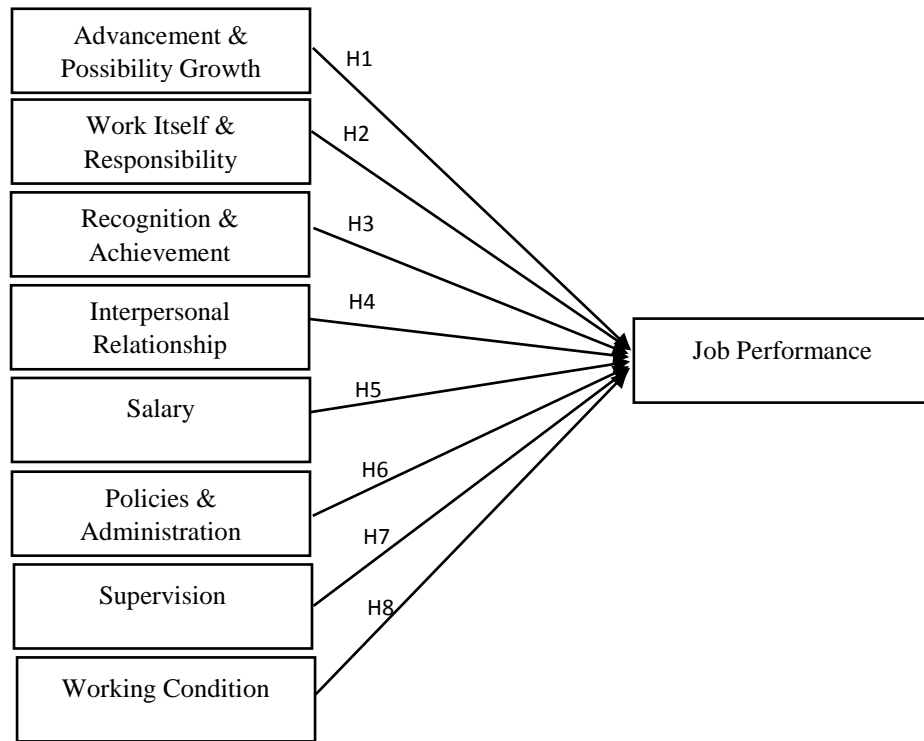 Advancement &
Possibility Growth
H1
Work Itself &
Responsibility
H2
Recognition &
Achievement
H3
Interpersonal
Relationship
H4
Job Performance
Salary
H5
Policies &
Administration
H6
Supervision
H7
Working Condition
H8